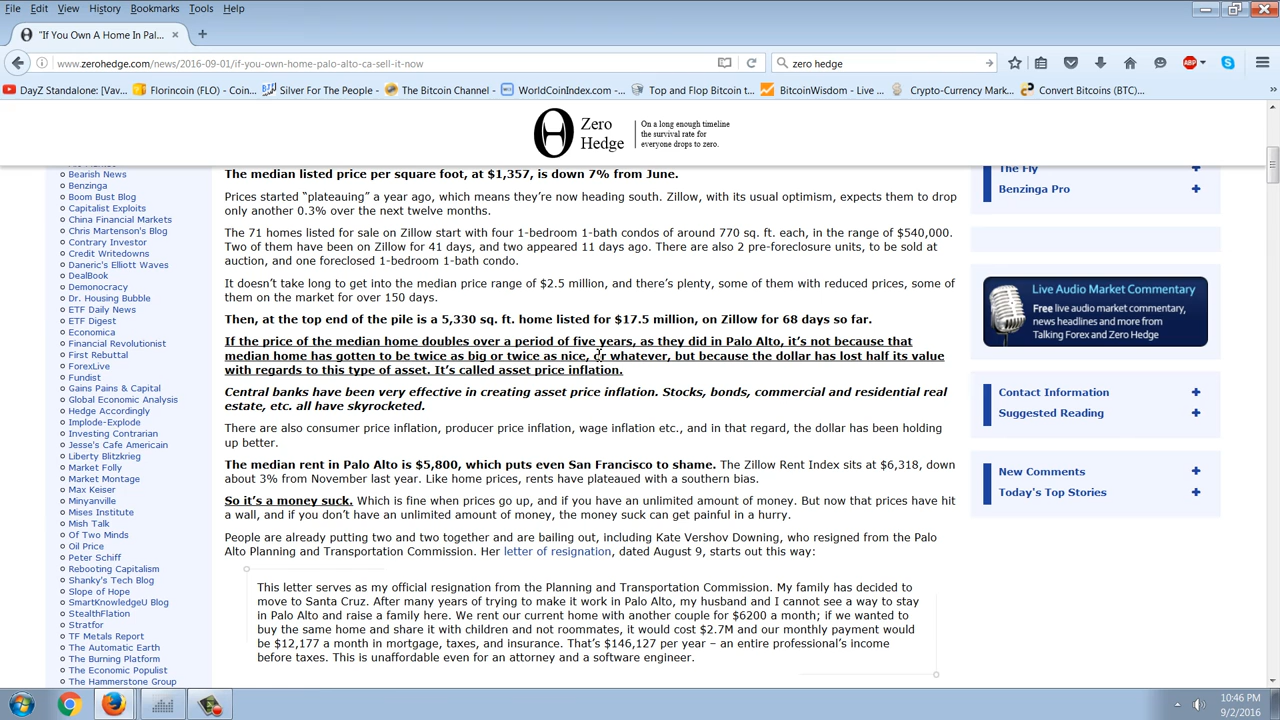 File Edit View History Bookmarks Tools Help
"If You Own A Home In Pal...
www.zerohedge.com/news/2016-09-01/if-you-own-home-palo-alto-ca-sell-it-now
zero hedge
ABP
DayZ Standalone: [Vav...
Florincoin (FLO) - Coin...
Silver For The People -
The Bitcoin Channel -
WorldCoinIndex.com -...
Top and Flop Bitcoin t...
BitcoinWisdom - Live ...
Crypto-Currency Mark...
Convert Bitcoins (BTC)...
Zero
Hedge
On a long enough timeline
the survival rate for
everyone drops to zero.
Bearish News
Benzinga
Boom Bust Blog
Capitalist Exploits
China Financial Markets
Chris Martenson's Blog
Contrary Investor
Credit Writedowns
Daneric's Elliott Waves
DealBook
Demonocracy
Dr. Housing Bubble
ETF Daily News
ETF Digest
Economica
Financial Revolutionist
First Rebuttal
ForexLive
Fundist
Gains Pains & Capital
Global Economic Analysis
Hedge Accordingly
Implode-Explode
Investing Contrarian
Jesse's Cafe Americain
Liberty Blitzkrieg
Market Folly
Market Montage
Max Keiser
Minyanville
Mises Institute
Mish Talk
Of Two Minds
Oil Price
Peter Schiff
Rebooting Capitalism
Shanky's Tech Blog
Slope of Hope
SmartKnowledgeU Blog
StealthFlation
Stratfor
TF Metals Report
The Automatic Earth
The Burning Platform
The Economic Populist
The Hammerstone Group
The median listed price per square foot, at $1,357, is down 7% from June.
Prices started “plateauing” a year ago, which means they’re now heading south. Zillow, with its usual optimism, expects them to drop
only another 0.3% over the next twelve months.
The 71 homes listed for sale on Zillow start with four 1-bedroom 1-bath condos of around 770 sq. ft. each, in the range of $540,000.
Two of them have been on Zillow for 41 days, and two appeared 11 days ago. There are also 2 pre-foreclosure units, to be sold at
auction, and one foreclosed 1-bedroom 1-bath condo.
It doesn’t take long to get into the median price range of $2.5 million, and there’s plenty, some of them with reduced prices, some of
them on the market for over 150 days.
Then, at the top end of the pile is a 5,330 sq. ft. home listed for $17.5 million, on Zillow for 68 days so far.
If the price of the median home doubles over a period of five years, as they did in Palo Alto, it’s not because that
median home has gotten to be twice as big or twice as nice, or whatever, but because the dollar has lost half its value
with regards to this type of asset. It’s called asset price inflation.
Central banks have been very effective in creating asset price inflation. Stocks, bonds, commercial and residential real
estate, etc. all have skyrocketed.
There are also consumer price inflation, producer price inflation, wage inflation etc., and in that regard, the dollar has been holding
up better.
The median rent in Palo Alto is $5,800, which puts even San Francisco to shame. The Zillow Rent Index sits at $6,318, down
about 3% from November last year. Like home prices, rents have plateaued with a southern bias.
So it’s a money suck. Which is fine when prices go up, and if you have an unlimited amount of money. But now that prices have hit
a wall, and if you don’t have an unlimited amount of money, the money suck can get painful in a hurry.
People are already putting two and two together and are bailing out, including Kate Vershov Downing, who resigned from the Palo
Alto Planning and Transportation Commission. Her letter of resignation, dated August 9, starts out this way:
This letter serves as my official resignation from the Planning and Transportation Commission. My family has decided to
move to Santa Cruz. After many years of trying to make it work in Palo Alto, my husband and I cannot see a way to stay
in Palo Alto and raise a family here. We rent our current home with another couple for $6200 a month; if we wanted to
buy the same home and share it with children and not roommates, it would cost $2.7M and our monthly payment would
be $12,177 a month in mortgage, taxes, and insurance. That’s $146,127 per year – an entire professional’s income
before taxes. This is unaffordable even for an attorney and a software engineer.
The Fly
Benzinga Pro
Live Audio Market Commentary
Free live audio market commentary,
news headlines and more from
Talking Forex and Zero Hedge
Contact Information
Suggested Reading
New Comments
Today's Top Stories
10:46 PM
9/2/2016